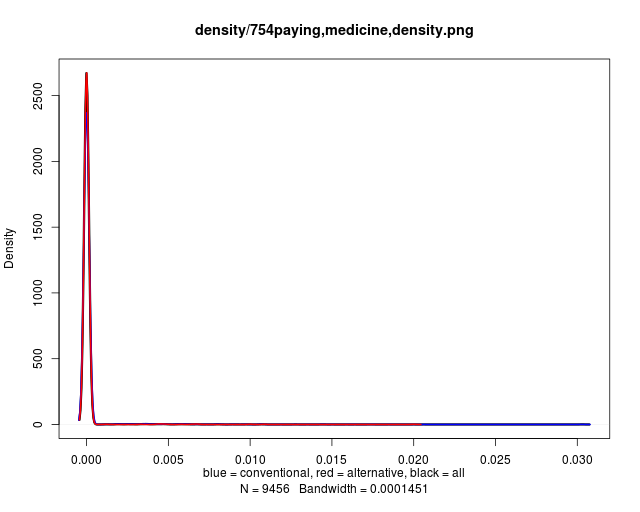 density/754paying,medicine,density.png
Density
2500
2000
1500
1000
500
0
0.000 0.005 0.010 0.015 0.020 0.025 0.030
blue = conventional, red = alternative, black = all
N = 9456 Bandwidth = 0.0001451